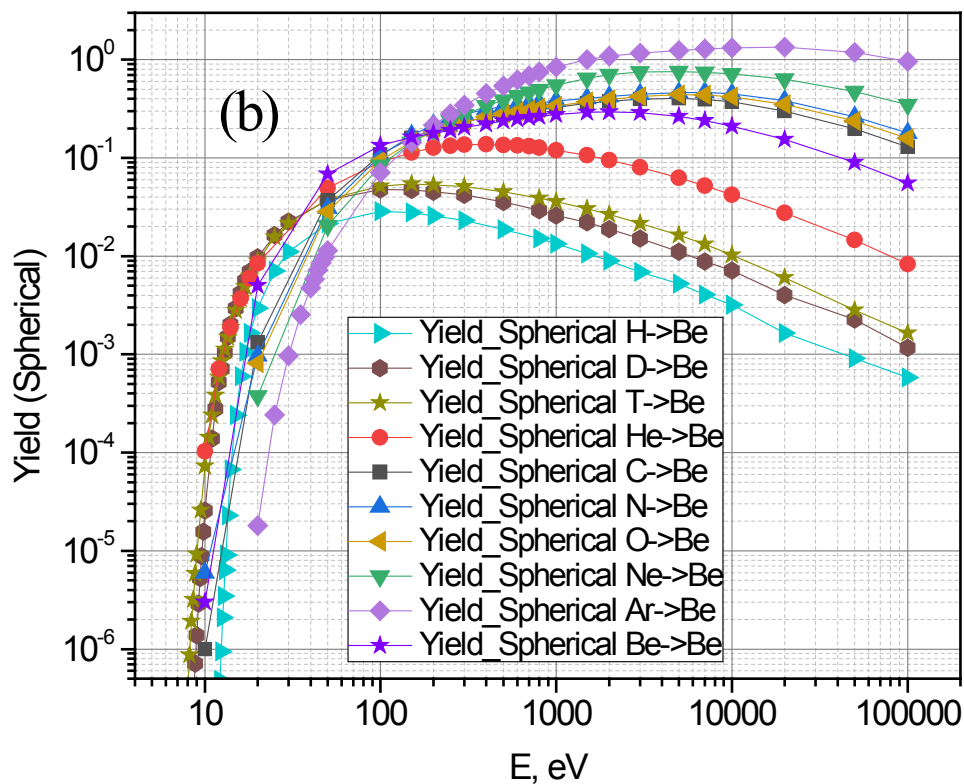 (b)
Yield (Spherical)
10^0
10^-1
10^-2
10^-3
10^-4
10^-5
10^-6
Yield_Spherical H->Be
Yield_Spherical D->Be
Yield_Spherical T->Be
Yield_Spherical He->Be
Yield_Spherical C->Be
Yield_Spherical N->Be
Yield_Spherical O->Be
Yield_Spherical Ne->Be
Yield_Spherical Ar->Be
Yield_Spherical Be->Be
10 100 1000 10000 100000
E, eV